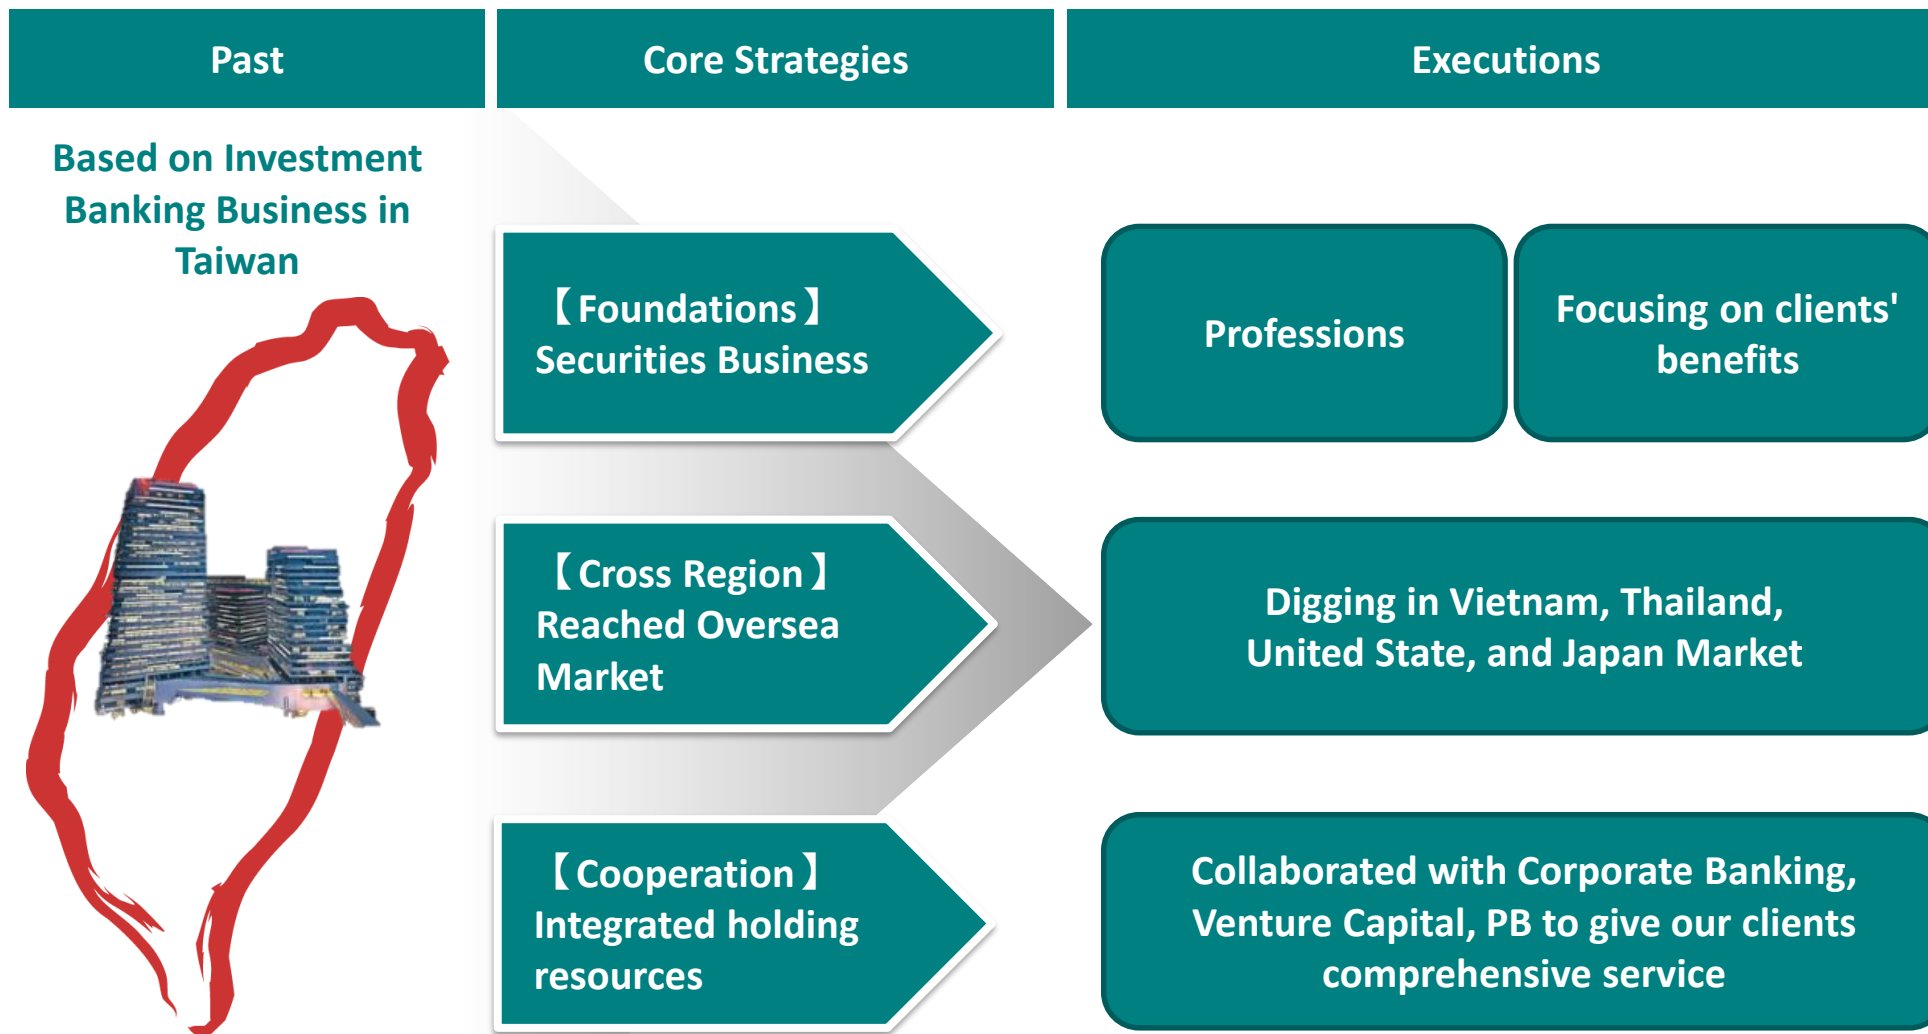 Past
Core Strategies
Executions
Based on Investment
Banking Business in
Taiwan
【Foundations】
Securities Business
Professions
Focusing on clients'
benefits
【Cross Region】
Reached Oversea
Market
Digging in Vietnam, Thailand,
United State, and Japan Market
【Cooperation】
Integrated holding
resources
Collaborated with Corporate Banking,
Venture Capital, PB to give our clients
comprehensive service